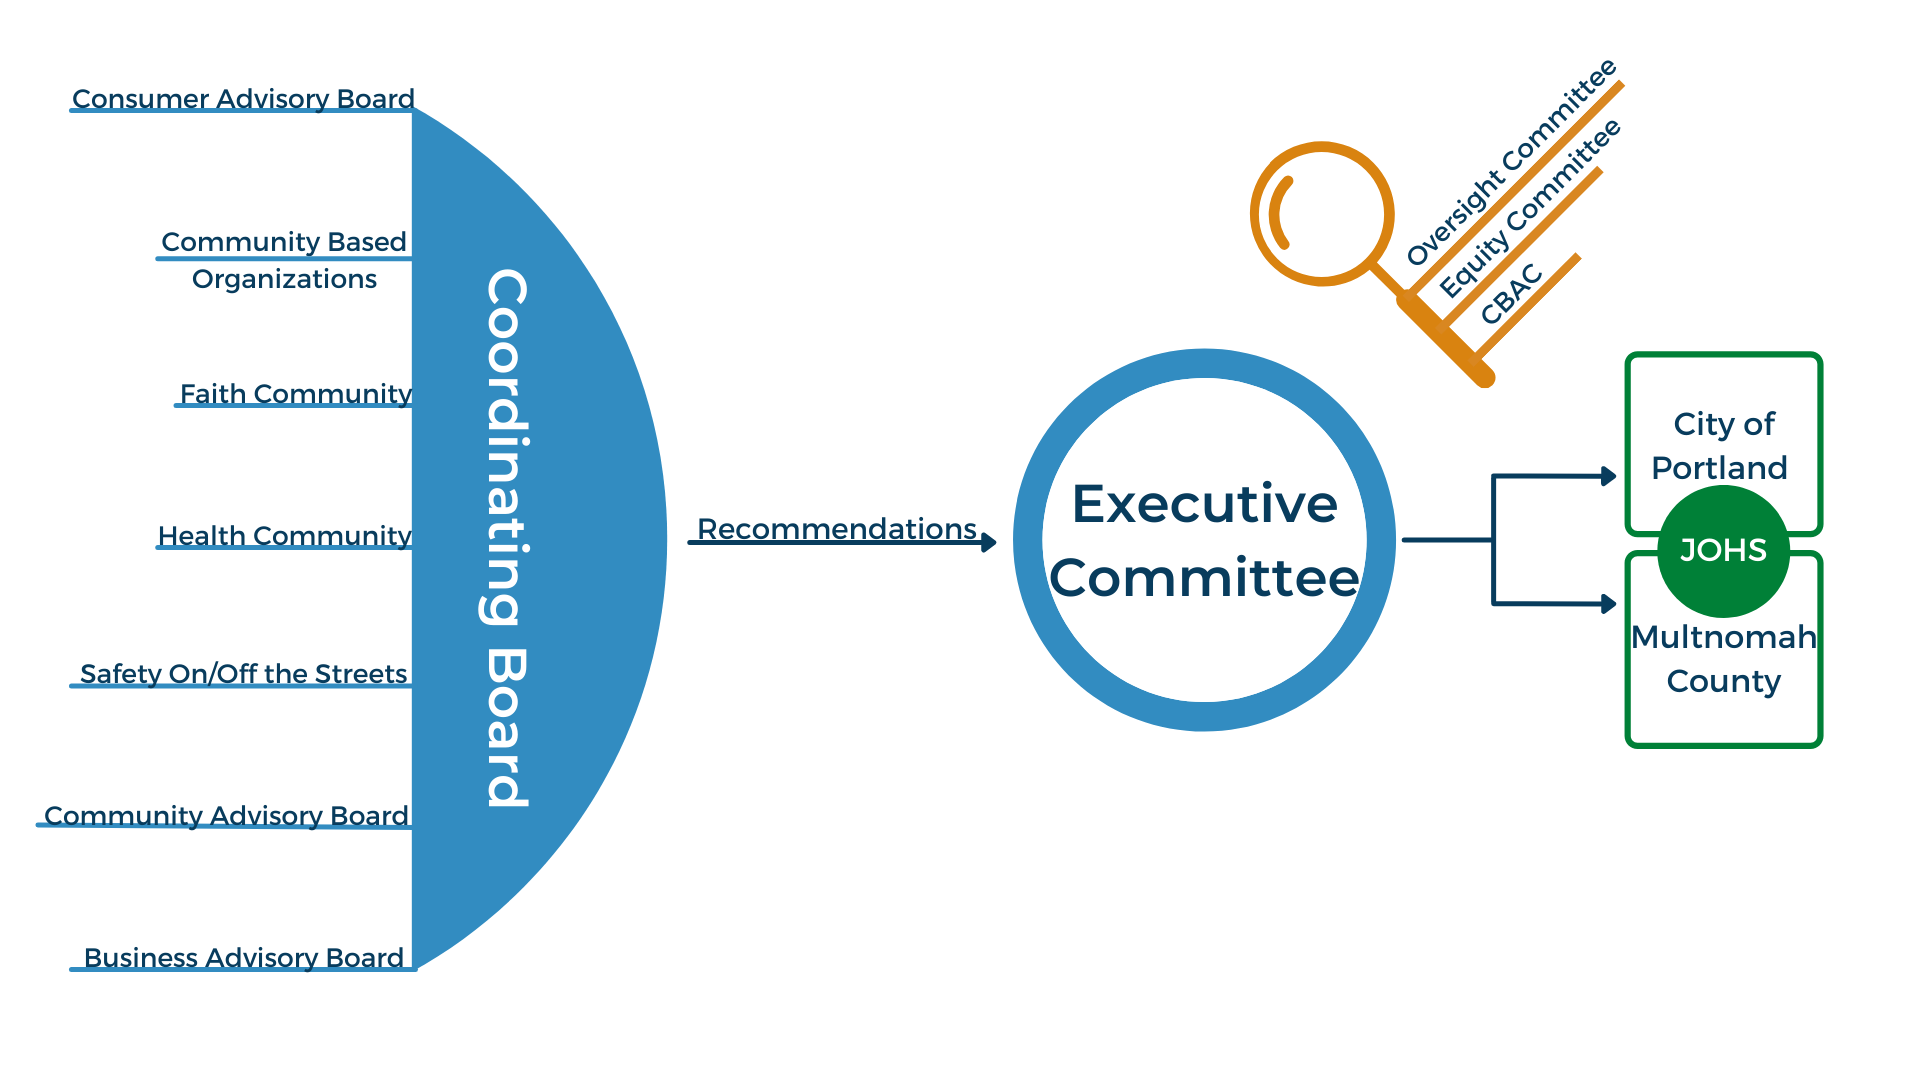 Consumer Advisory Board
Community Based
Organizations
Faith Community
Health Community
Safety On/Off the Streets
Community Advisory Board
Business Advisory Board
Coordinating Board
Recommendations
Executive
Committee
Oversight Committee
Equity Committee
CBAC
City of
Portland
JOHS
Multnomah
County